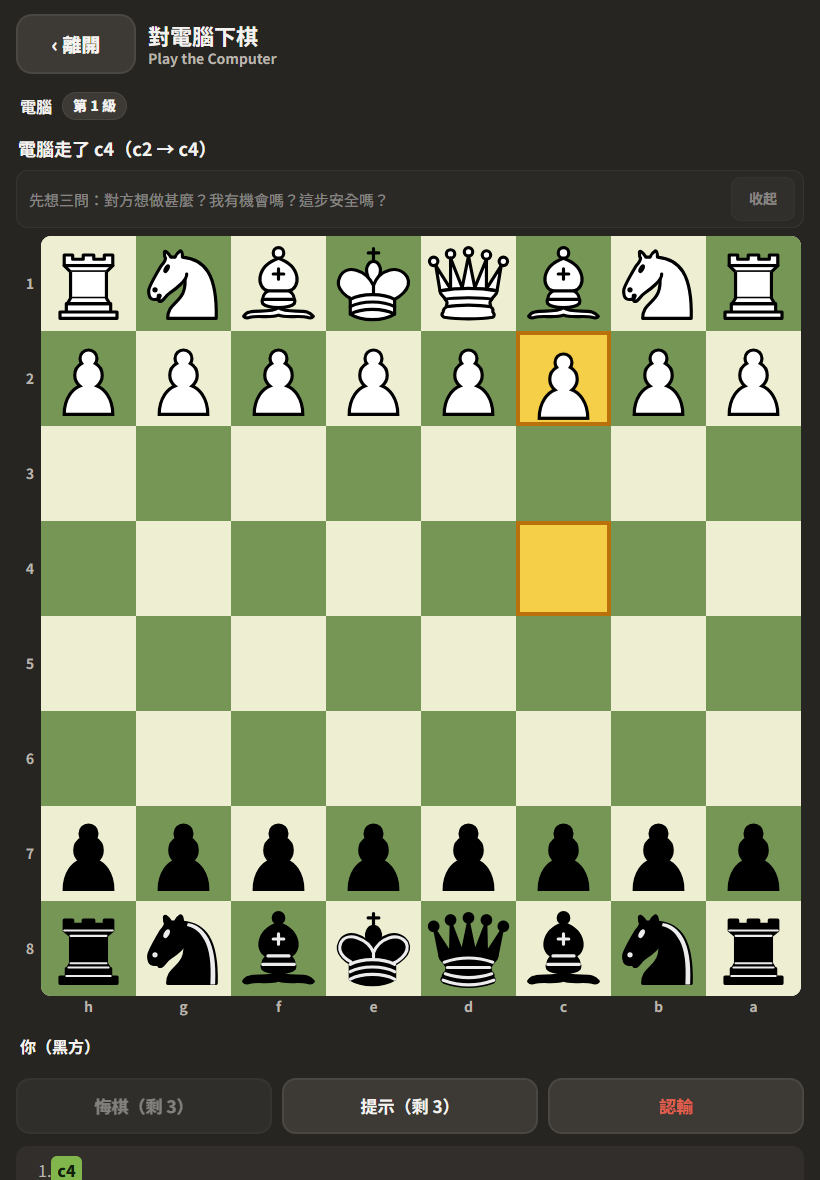 ‹ 離開
對電腦下棋
Play the Computer
電腦 第 1 級
電腦走了 c4（c2 → c4）
先想三問：對方想做甚麼？我有機會嗎？這步安全嗎？ 收起
1
2
3
4
5
6
7
8
h g f e d c b a
你（黑方）
悔棋（剩 3） 提示（剩 3） 認輸
1. c4